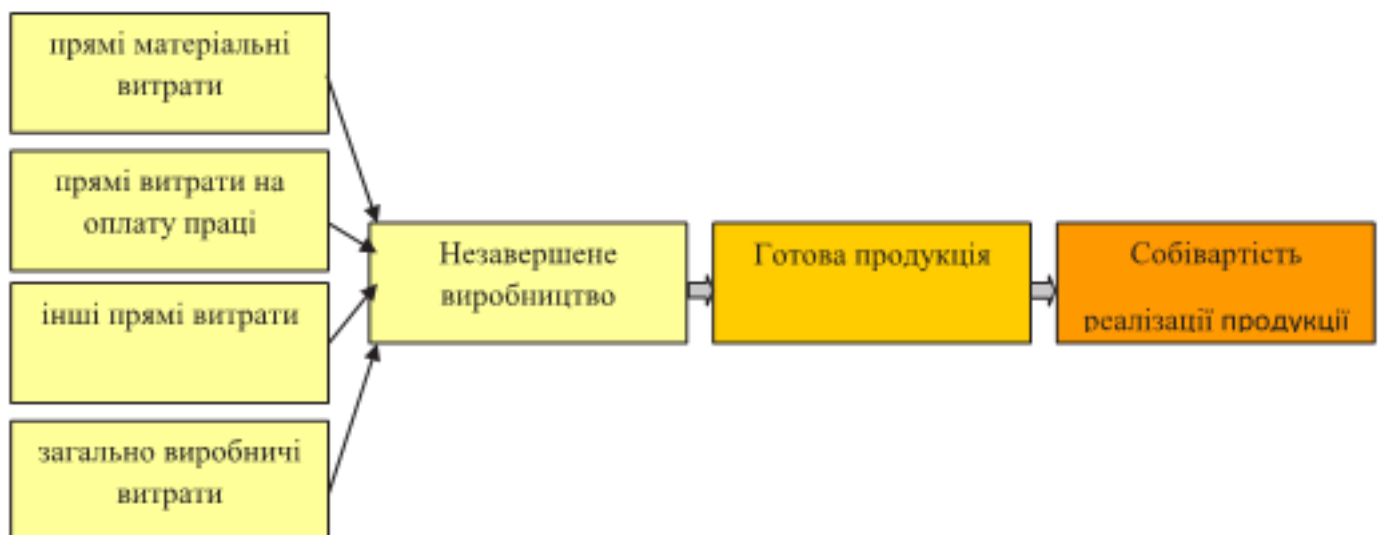 прямі матеріальні
витрати
прямі витрати на
оплату праці
інші прямі витрати
загально виробничі
витрати
Незавершене
виробництво
Готова продукція
Собівартість
реалізації продукції